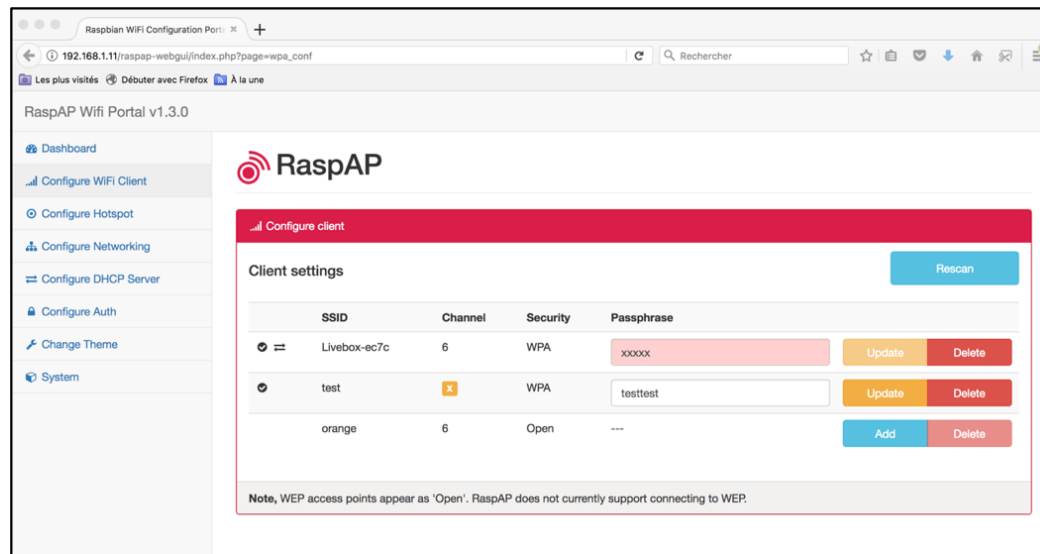 Raspbian WiFi Configuration Port
192.168.1.11/raspap-webgui/index.php?page=wpa_conf
Rechercher
Les plus visités Débuter avec Firefox À la une
RaspAP Wifi Portal v1.3.0
Dashboard
Configure WiFi Client
Configure Hotspot
Configure Networking
Configure DHCP Server
Configure Auth
Change Theme
System
RaspAP
Configure client
Client settings
Rescan
SSID Channel Security Passphrase
Livebox-ec7c 6 WPA xxxxx Update Delete
test X WPA testtest Update Delete
orange 6 Open --- Add Delete
Note, WEP access points appear as 'Open'. RaspAP does not currently support connecting to WEP.